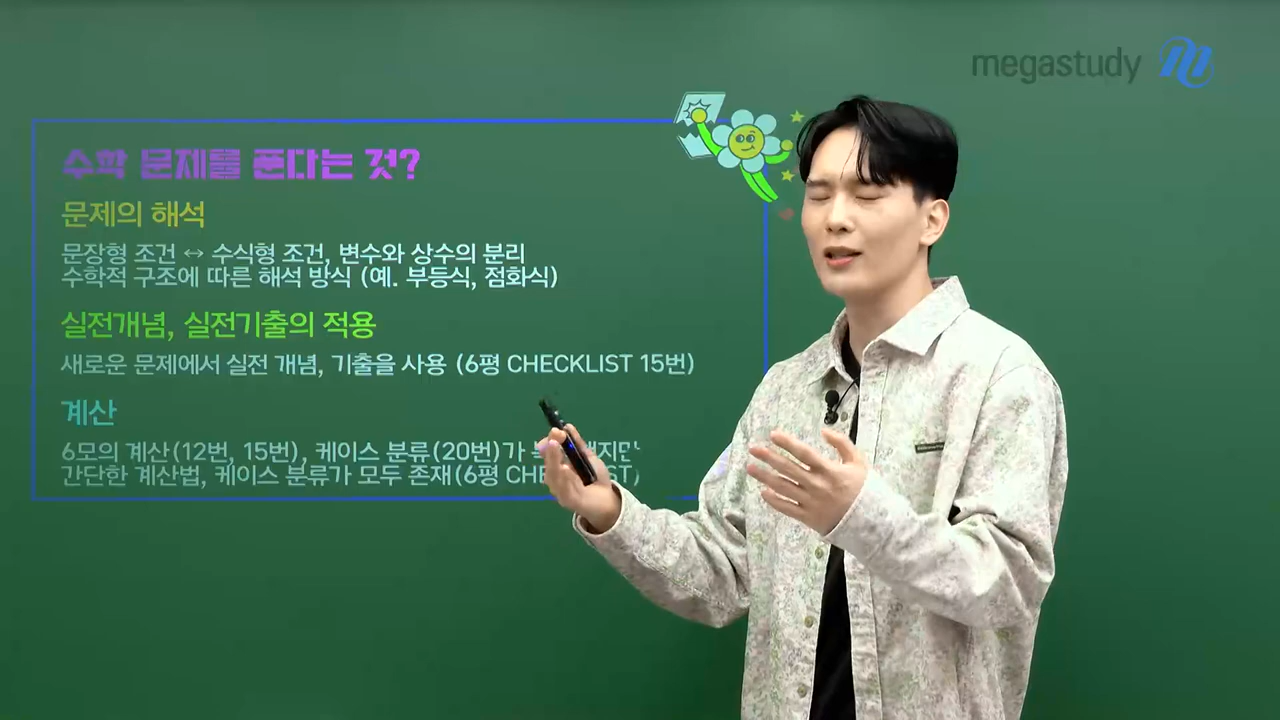 megastudy
수학 문제를 푼다는 것?
문제의 해석
문장형 조건 ↔ 수식형 조건, 변수와 상수의 분리
수학적 구조에 따른 해석 방식 (예. 부등식, 점화식)
실전개념, 실전기출의 적용
새로운 문제에서 실전 개념, 기출을 사용 (6평 CHECKLIST 15번)
계산
6모의 계산(12번, 15번), 케이스 분류(20번)가
간단한 계산법, 케이스 분류가 모두 존재(6평